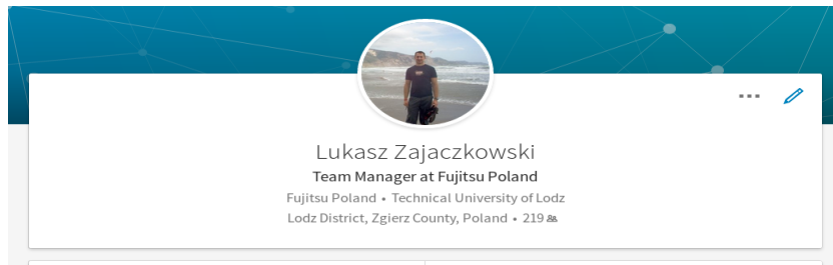 Lukasz Zajaczkowski
Team Manager at Fujitsu Poland
Fujitsu Poland • Technical University of Lodz
Lodz District, Zgierz County, Poland • 219